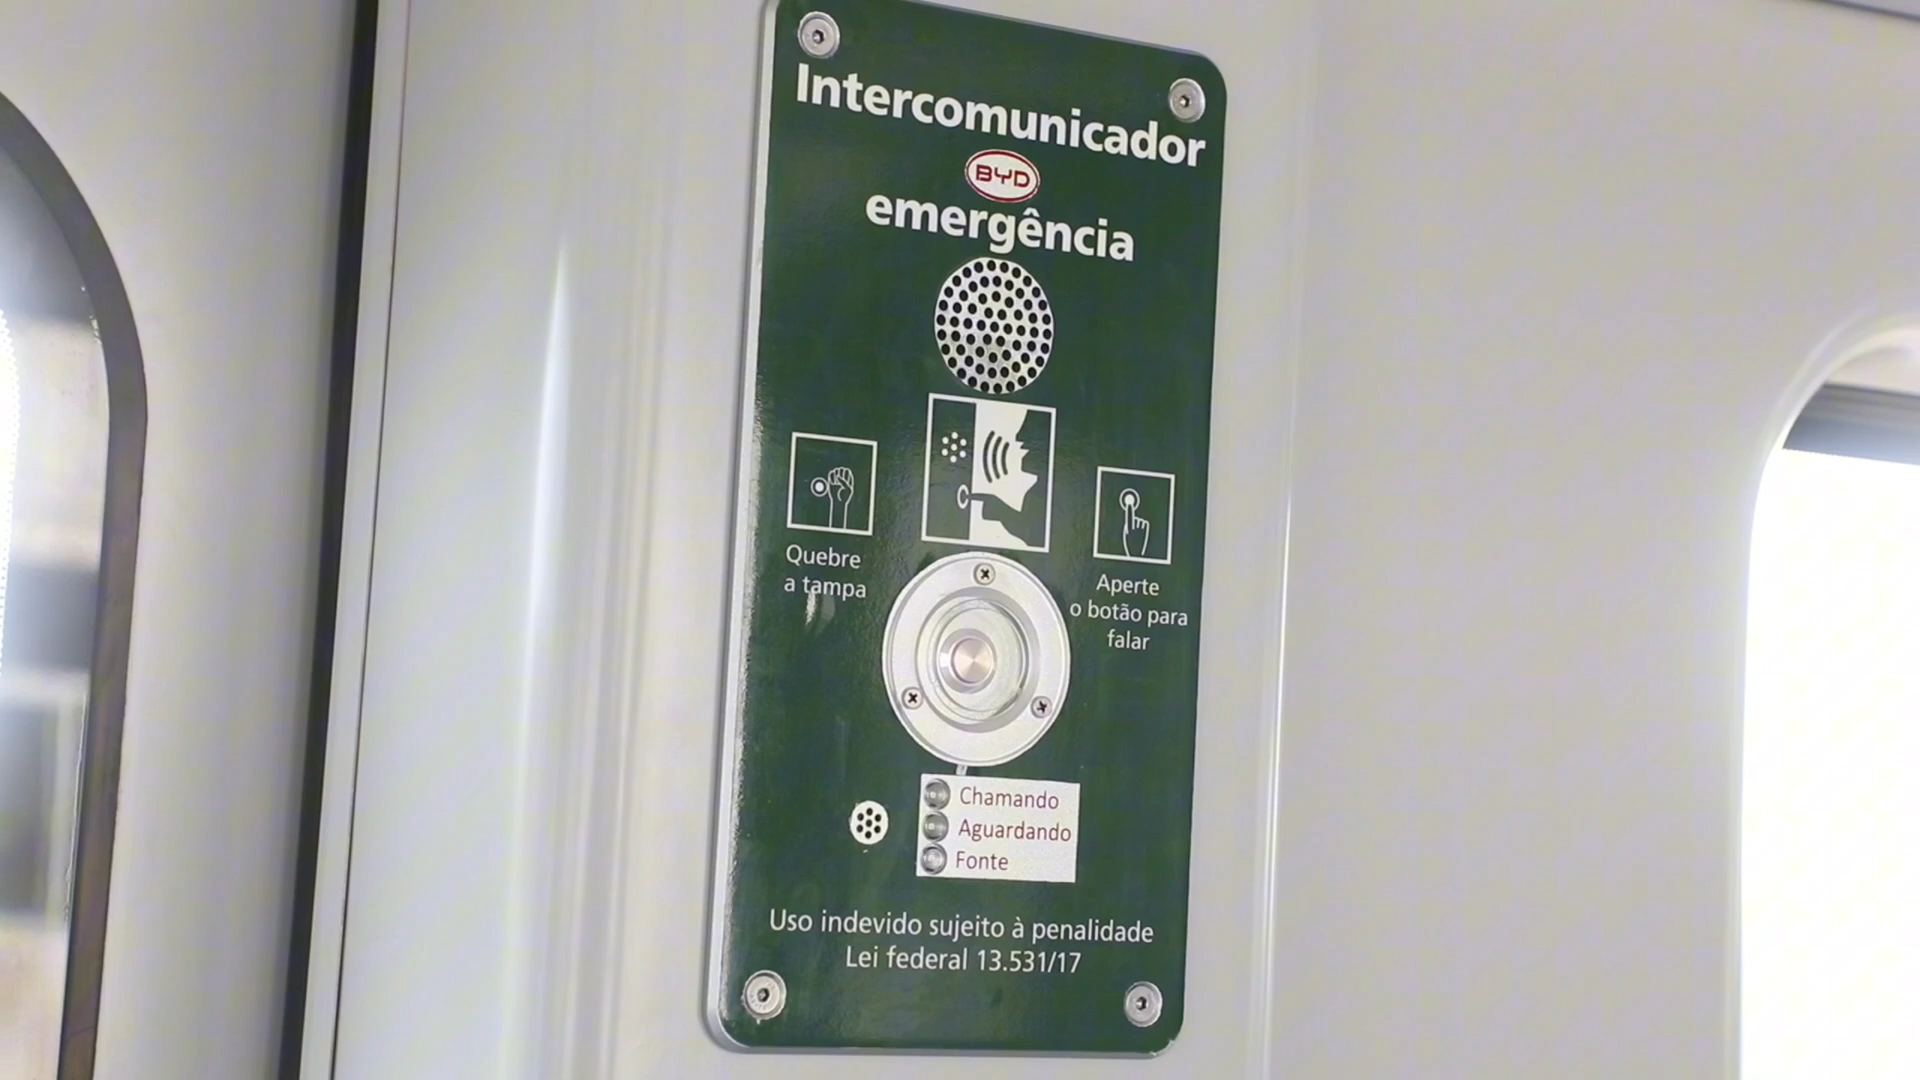 Intercomunicador
BYD
emergência
Quebre
a tampa
Aperte
o botão para
falar
Chamando
Aguardando
Fonte
Uso indevido sujeito à penalidade
Lei federal 13.531/17